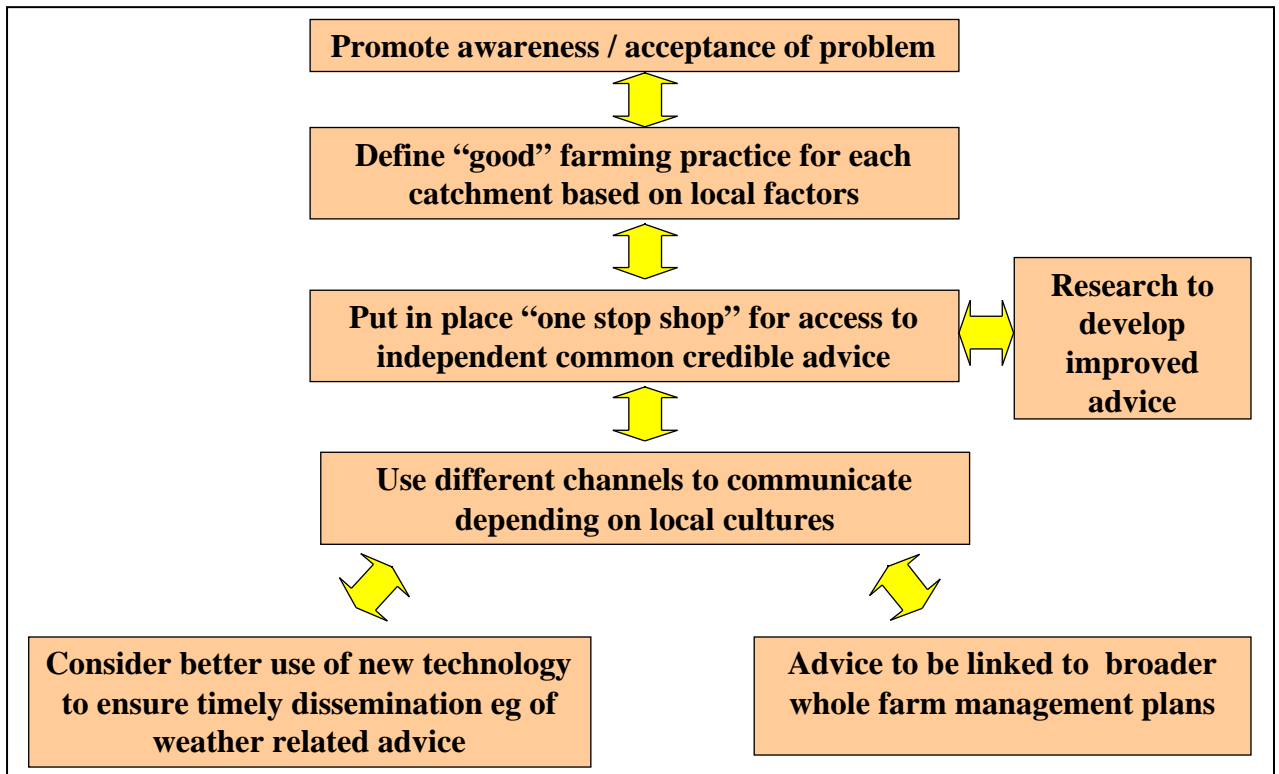 Promote awareness / acceptance of problem
Define “good” farming practice for each
catchment based on local factors
Put in place “one stop shop” for access to
independent common credible advice
Research to
develop
improved
advice
Use different channels to communicate
depending on local cultures
Consider better use of new technology
to ensure timely dissemination eg of
weather related advice
Advice to be linked to  broader
whole farm management plans